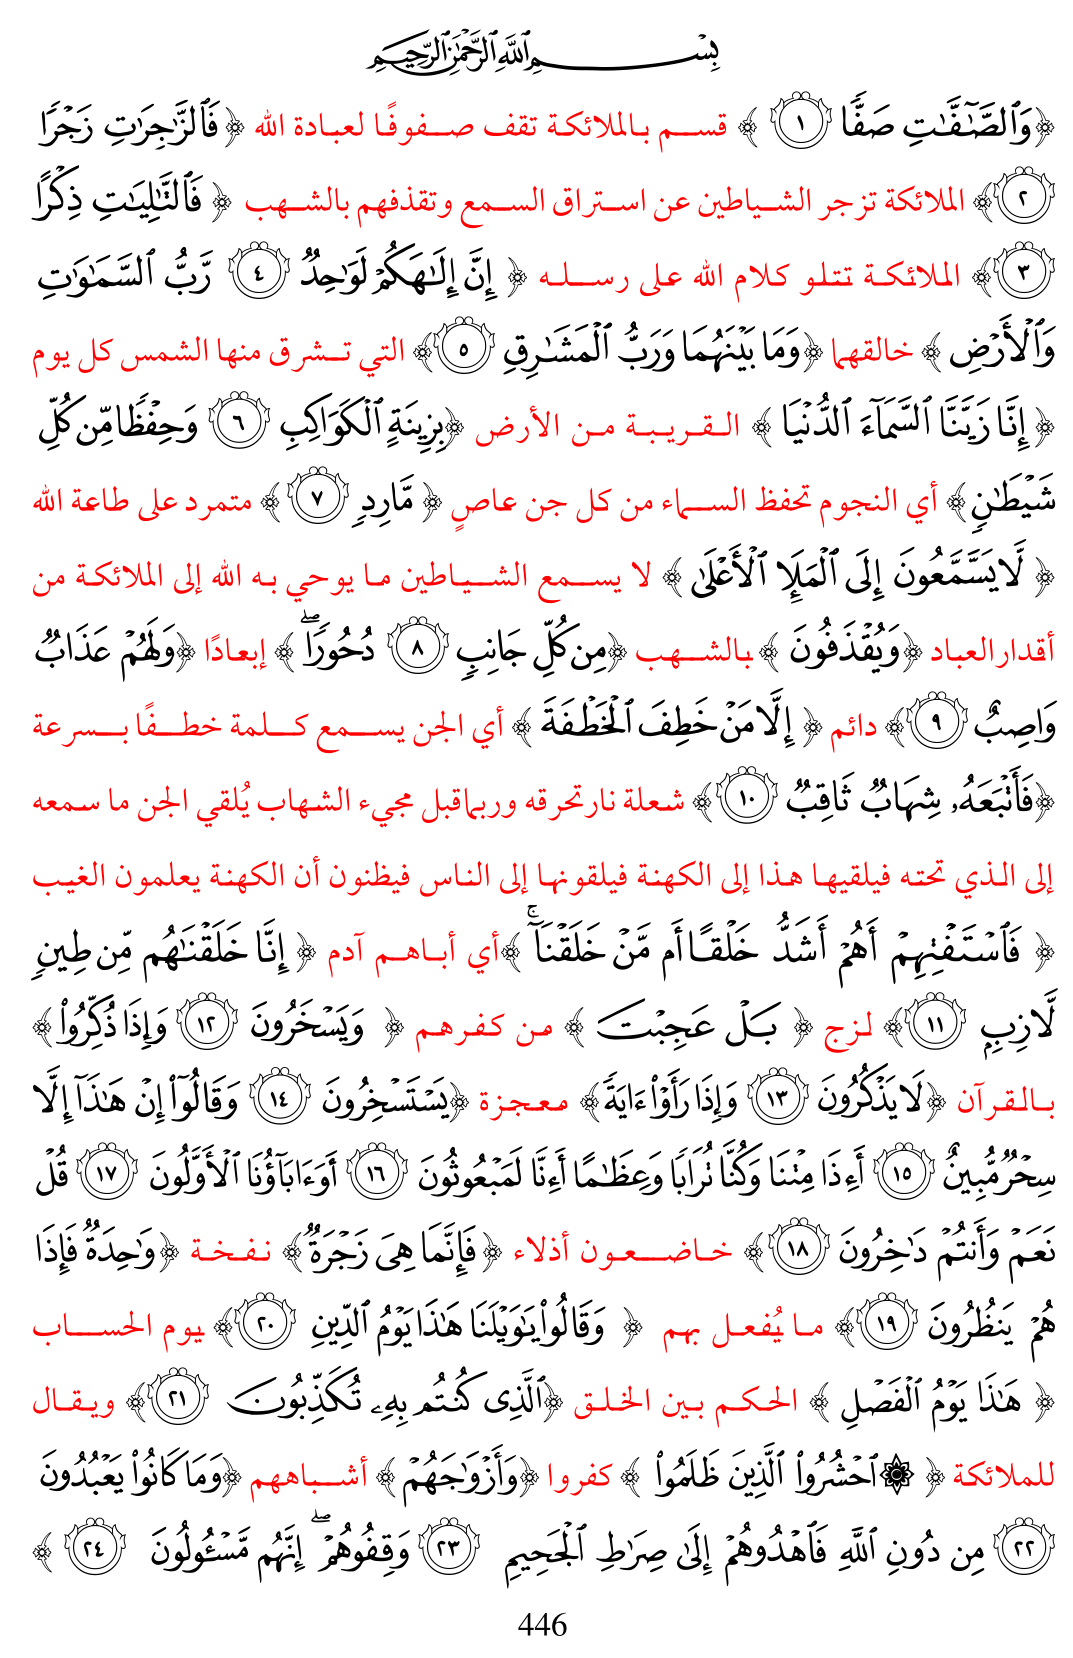 بِسْمِ ٱللَّهِ ٱلرَّحْمَٰنِ ٱلرَّحِيمِ
﴿وَٱلصَّٰٓفَّٰتِ صَفّٗا ١ ﴾ قسم بالملائكة تقف صفوفًا لعبادة الله ﴿فَٱلزَّٰجِرَٰتِ زَجۡرٗا
٢﴾ الملائكة تزجر الشياطين عن استراق السمع وتقذفهم بالشهب ﴿ فَٱلتَّٰلِيَٰتِ ذِكۡرًا
٣﴾ الملائكة تتلو كلام الله على رسله ﴿ إِنَّ إِلَٰهَكُمۡ لَوَٰحِدٞ ٤ رَّبُّ ٱلسَّمَٰوَٰتِ
وَٱلۡأَرۡضِ ﴾ خالقهما ﴿وَمَا بَيۡنَهُمَا وَرَبُّ ٱلۡمَشَٰرِقِ ٥﴾ التي تشرق منها الشمس كل يوم
﴿ إِنَّا زَيَّنَّا ٱلسَّمَآءَ ٱلدُّنۡيَا ﴾ القريبة من الأرض ﴿بِزِينَةٍ ٱلۡكَوَاكِبِ ٦ وَحِفۡظٗا مِّن كُلِّ
شَيۡطَٰنٖ﴾ أي النجوم تحفظ السماء من كل جن عاصٍ ﴿ مَّارِدٖ ٧ ﴾ متمرد على طاعة الله
﴿ لَّا يَسَّمَّعُونَ إِلَى ٱلۡمَلَإِ ٱلۡأَعۡلَىٰ ﴾ لا يسمع الشياطين ما يوحي به الله إلى الملائكة من
أقدار العباد ﴿وَيُقۡذَفُونَ ﴾ بالشهب ﴿مِن كُلِّ جَانِبٖ ٨ دُحُورٗاۖ ﴾ إبعادًا ﴿وَلَهُمۡ عَذَابٞ
وَاصِبٌ ٩﴾ دائم ﴿ إِلَّا مَنۡ خَطِفَ ٱلۡخَطۡفَةَ ﴾ أي الجن يسمع كلمة خطفًا بسرعة
﴿فَأَتۡبَعَهُۥ شِهَابٞ ثَاقِبٞ ١٠﴾ شعلة نار تحرقه وربما قبل مجيء الشهاب يُلقي الجن ما سمعه
إلى الذي تحته فيلقيها هذا إلى الكهنة فيلقونها إلى الناس فيظنون أن الكهنة يعلمون الغيب
﴿ فَٱسۡتَفۡتِهِمۡ أَهُمۡ أَشَدُّ خَلۡقًا أَم مَّنۡ خَلَقۡنَآۚ ﴾أي أباهم آدم ﴿ إِنَّا خَلَقۡنَٰهُم مِّن طِينٖ
لَّازِبِۭ ١١﴾ لزج ﴿ بَلۡ عَجِبۡتَ ﴾ من كفرهم ﴿ وَيَسۡخَرُونَ ١٢ وَإِذَا ذُكِّرُواْ﴾
بالقرآن ﴿لَا يَذۡكُرُونَ ١٣ وَإِذَا رَأَوۡاْ ءَايَةٗ﴾ معجزة ﴿يَسۡتَسۡخِرُونَ ١٤ وَقَالُوٓاْ إِنۡ هَٰذَآ إِلَّا
سِحۡرٞ مُّبِينٌ ١٥ أَءِذَا مِتۡنَا وَكُنَّا تُرَابٗا وَعِظَٰمًا أَءِنَّا لَمَبۡعُوثُونَ ١٦ أَوَءَابَآؤُنَا ٱلۡأَوَّلُونَ ١٧ قُلۡ
نَعَمۡ وَأَنتُمۡ دَٰخِرُونَ ١٨﴾ خاضعون أذلاء ﴿فَإِنَّمَا هِيَ زَجۡرَةٞ﴾ نفخة ﴿وَٰحِدَةٞ فَإِذَا
هُمۡ يَنظُرُونَ ١٩﴾ ما يُفعل بهم ﴿ وَقَالُواْ يَٰوَيۡلَنَا هَٰذَا يَوۡمُ ٱلدِّينِ ٢٠﴾ يوم الحساب
﴿ هَٰذَا يَوۡمُ ٱلۡفَصۡلِ ﴾ الحكم بين الخلق ﴿ٱلَّذِي كُنتُم بِهِۦ تُكَذِّبُونَ ٢١﴾ ويقال
للملائكة ﴿ ۞ٱحۡشُرُواْ ٱلَّذِينَ ظَلَمُواْ ﴾ كفروا ﴿وَأَزۡوَٰجَهُمۡ﴾ أشباههم ﴿وَمَا كَانُواْ يَعۡبُدُونَ
٢٢ مِن دُونِ ٱللَّهِ فَٱهۡدُوهُمۡ إِلَىٰ صِرَٰطِ ٱلۡجَحِيمِ ٢٣ وَقِفُوهُمۡۖ إِنَّهُم مَّسۡـُٔولُونَ ٢٤ ﴾
446